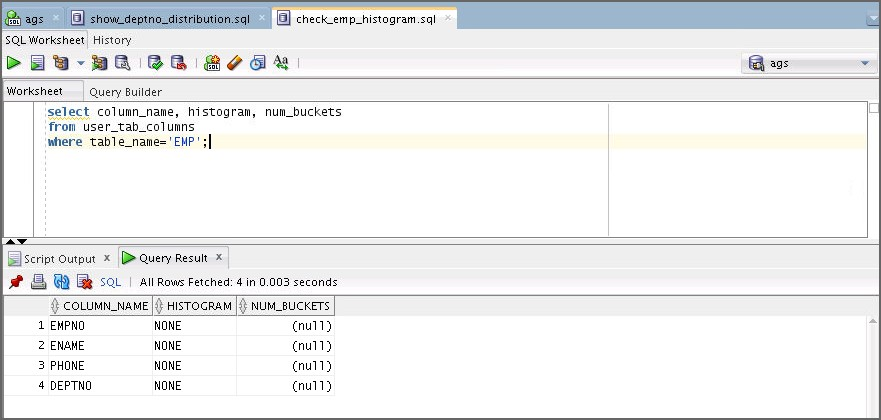 ags show_deptno_distribution.sql check_emp_histogram.sql
SQL Worksheet History
ags
Worksheet Query Builder
select column_name, histogram, num_buckets
from user_tab_columns
where table_name='EMP';
Script Output x Query Result x
SQL | All Rows Fetched: 4 in 0.003 seconds
COLUMN_NAME HISTOGRAM NUM_BUCKETS
1 EMPNO NONE (null)
2 ENAME NONE (null)
3 PHONE NONE (null)
4 DEPTNO NONE (null)